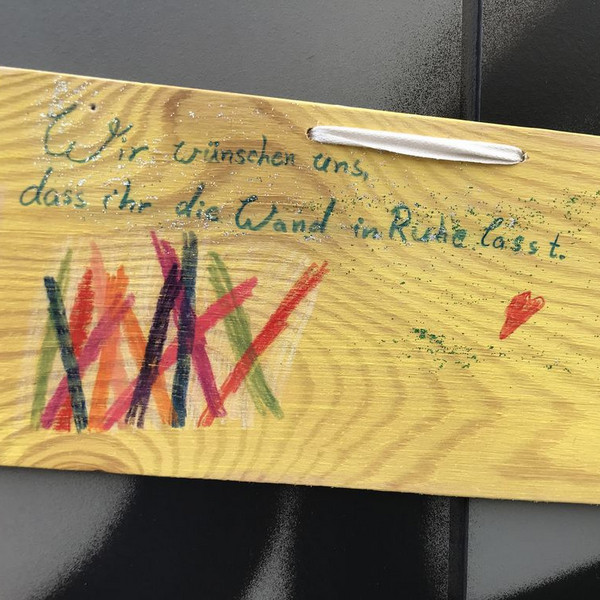 Wir wünschen uns,
dass ihr die Wand in Ruhe lasst.